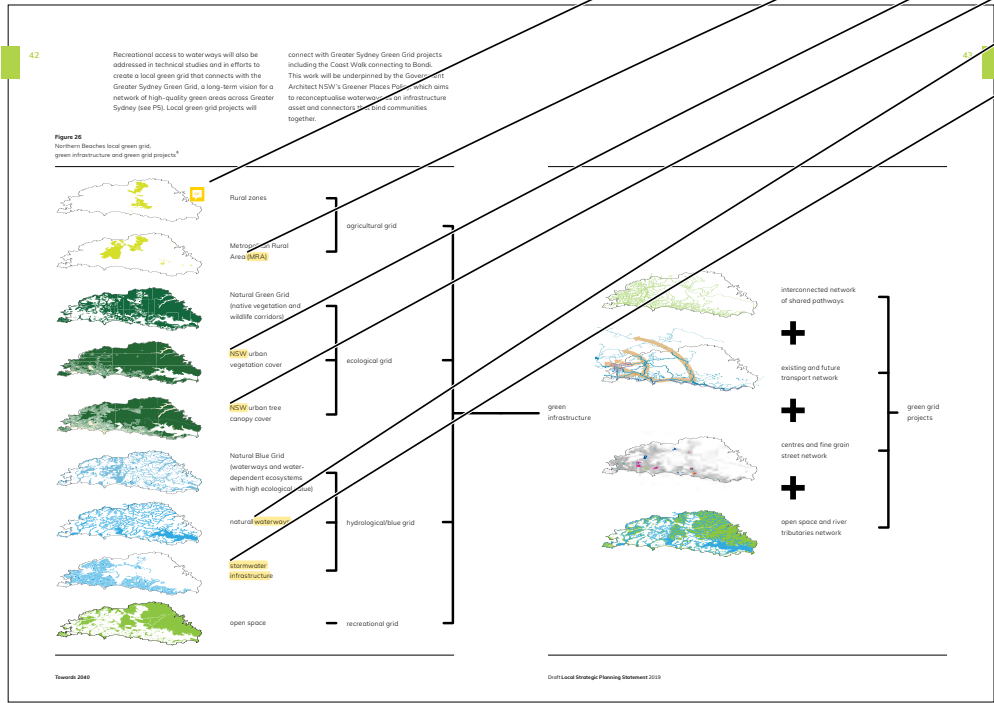 42
43
Recreational access to waterways will also be
addressed in technical studies and in efforts to
create a local green grid that connects with the
Greater Sydney Green Grid, a long-term vision for a
network of high-quality green areas across Greater
Sydney (see P5). Local green grid projects will
connect with Greater Sydney Green Grid projects
including the Coast Walk connecting to Bondi.
This work will be underpinned by the Government
Architect NSW's Greener Places Policy, which aims
to reconceptualise waterways as an infrastructure
asset and connectors that bind communities
together.
Figure 26
Northern Beaches local green grid,
green infrastructure and green grid projects
Rural zones
Metropolitan Rural
Area (MRA)
agricultural grid
Natural Green Grid
(native vegetation and
wildlife corridors)
NSW urban
vegetation cover
ecological grid
NSW urban tree
canopy cover
Natural Blue Grid
(waterways and water-
dependent ecosystems
with high ecological value)
natural waterways
hydrological/blue grid
stormwater
infrastructure
open space
recreational grid
green
infrastructure
interconnected network
of shared pathways
existing and future
transport network
centres and fine grain
street network
open space and river
tributaries network
green grid
projects
Towards 2040
Draft Local Strategic Planning Statement 2019